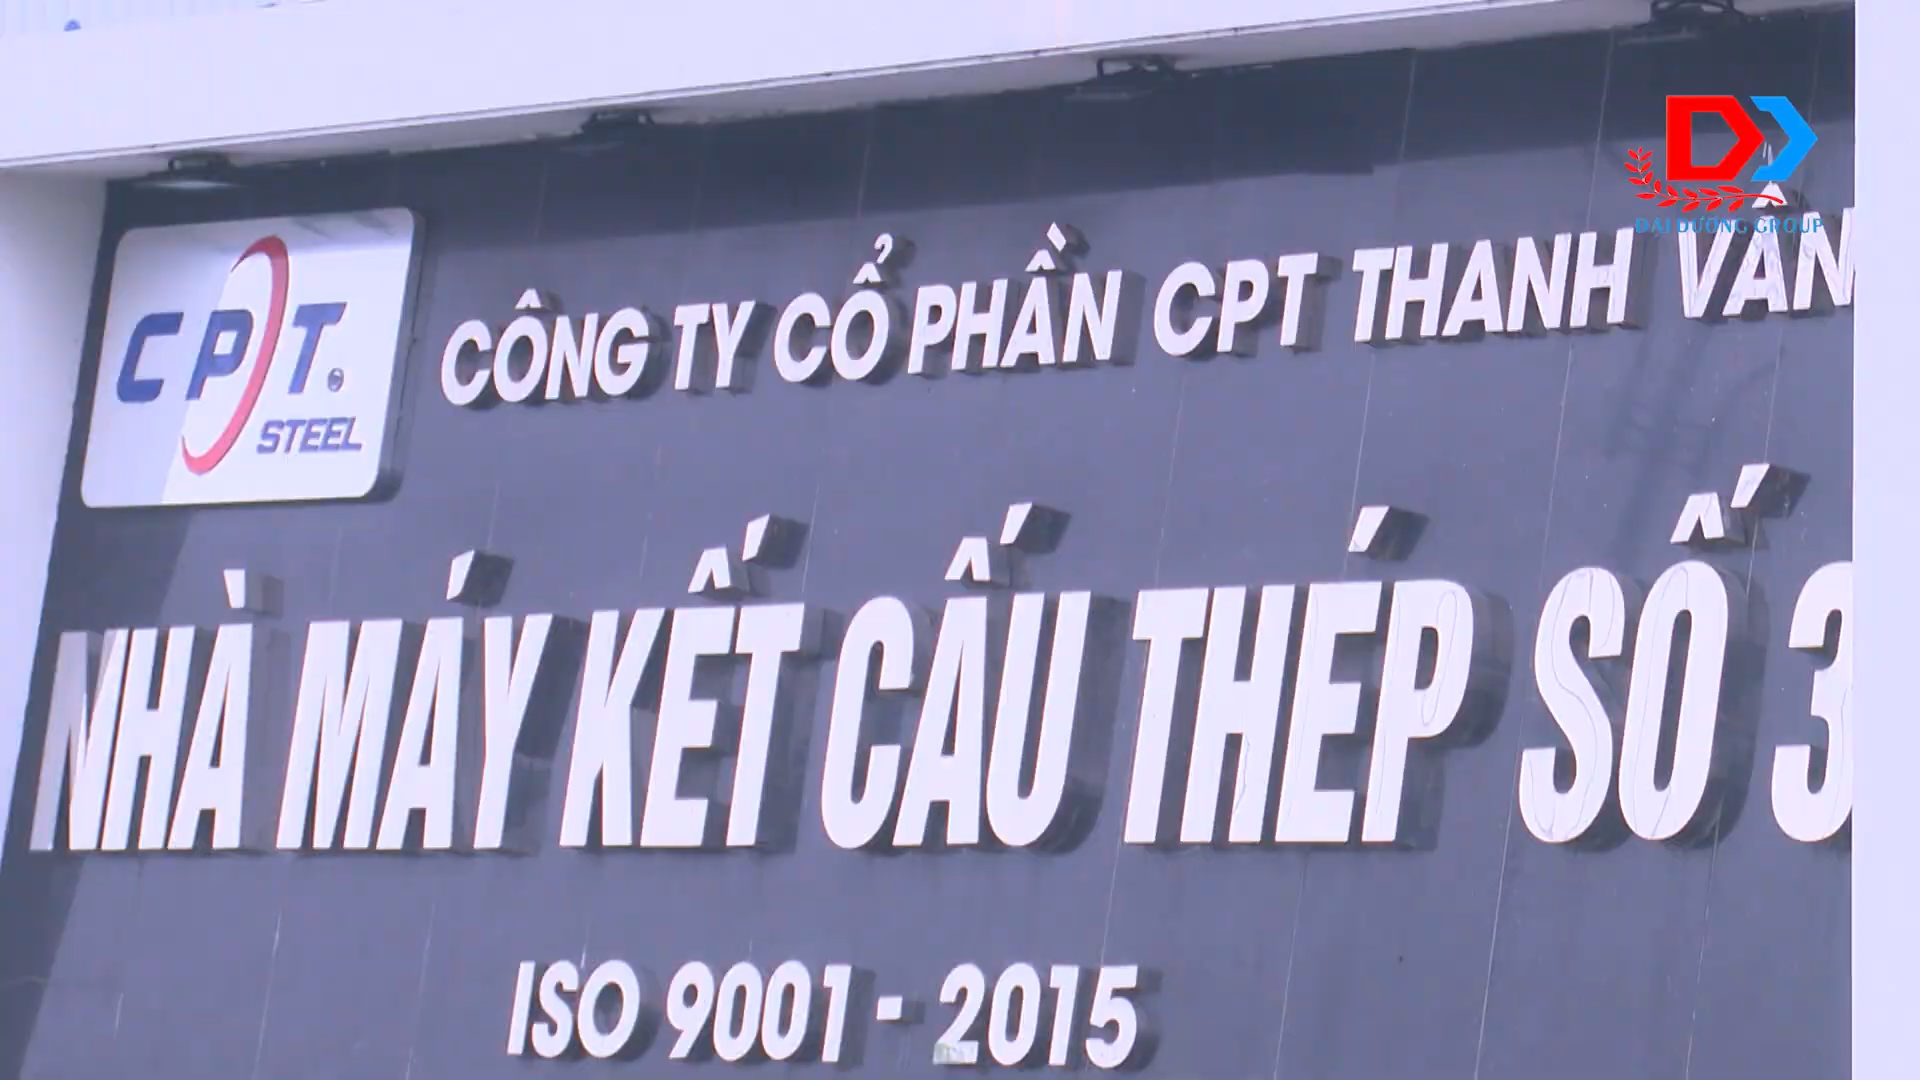 ĐẠI DƯƠNG GROUP
CPT.
STEEL
CÔNG TY CỔ PHẦN CPT THANH VÂN
NHÀ MÁY KẾT CẤU THÉP SỐ 3
ISO 9001 - 2015